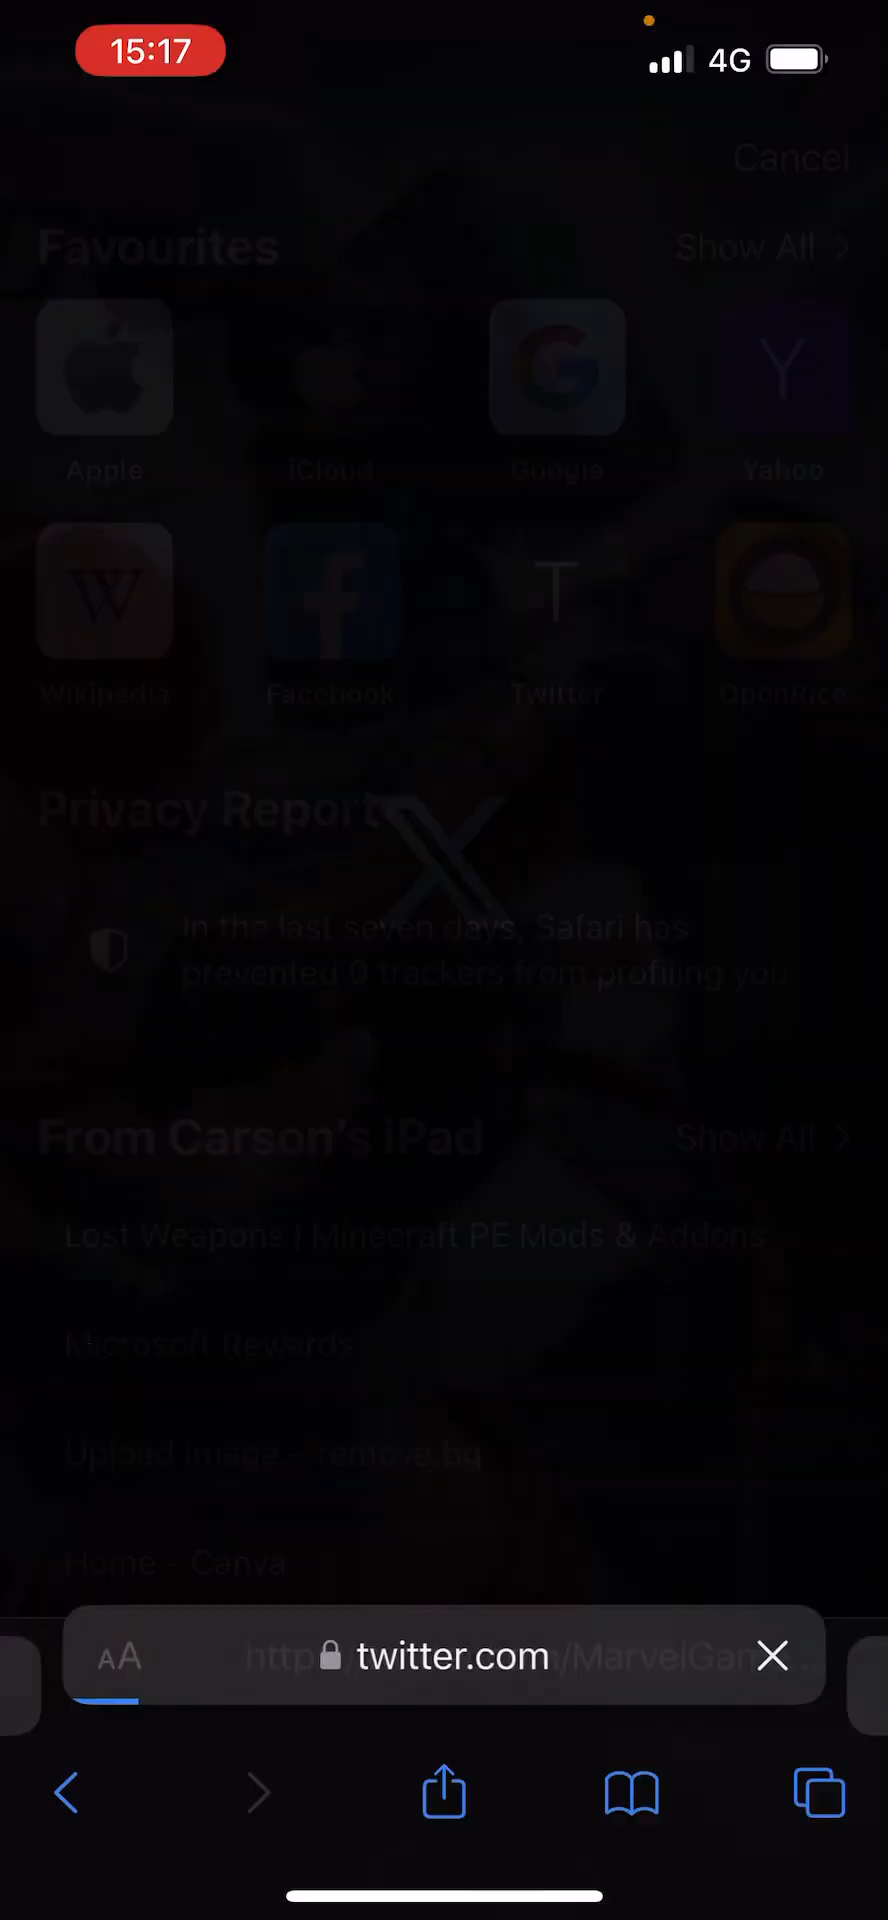 15:17
4G
Cancel
Favourites
Show All
Apple
iCloud
Google
Yahoo
W
T
Wikipedia
Facebook
Twitter
OpenRice
Privacy Report
In the last seven days, Safari has
prevented 0 trackers from profiling you.
From Carson's iPad
Show All
Lost Weapons | Minecraft PE Mods & Addons
Microsoft Rewards
Upload Image – remove.bg
Home - Canva
AA
twitter.com